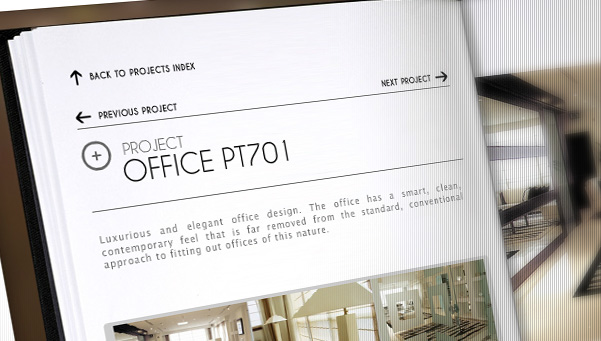 BACK TO PROJECTS INDEX
NEXT PROJECT
PREVIOUS PROJECT
PROJECT
OFFICE PT701
Luxurious and elegant office design. The office has a smart, clean,
contemporary feel that is far removed from the standard, conventional
approach to fitting out offices of this nature.